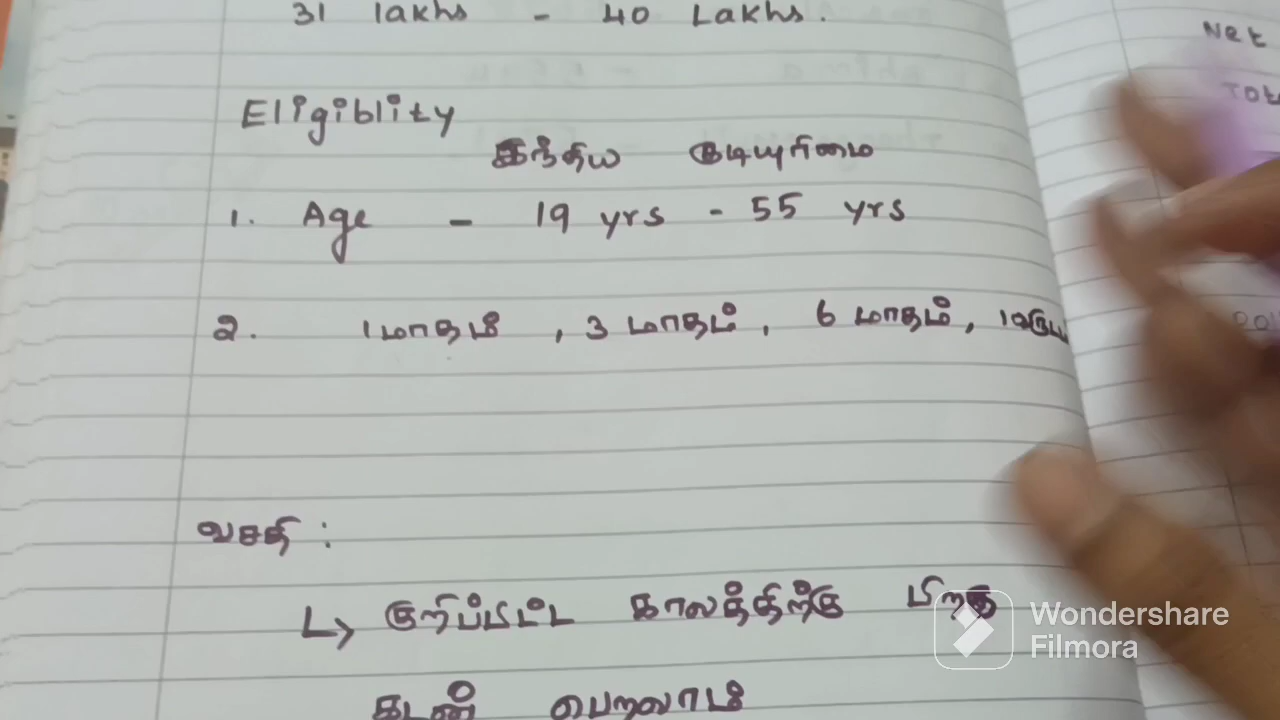 31 lakhs - 40 Lakhs.
Eligiblity
இந்திய குடியுரிமை
1. Age - 19 yrs - 55 yrs
2. 1மாதம் , 3 மாதம், 6 மாதம்,
வசதி :
↳ குறிப்பிட்ட காலத்திற்கு பிறகு
கடன் பெறலாம்
Net
Wondershare
Filmora